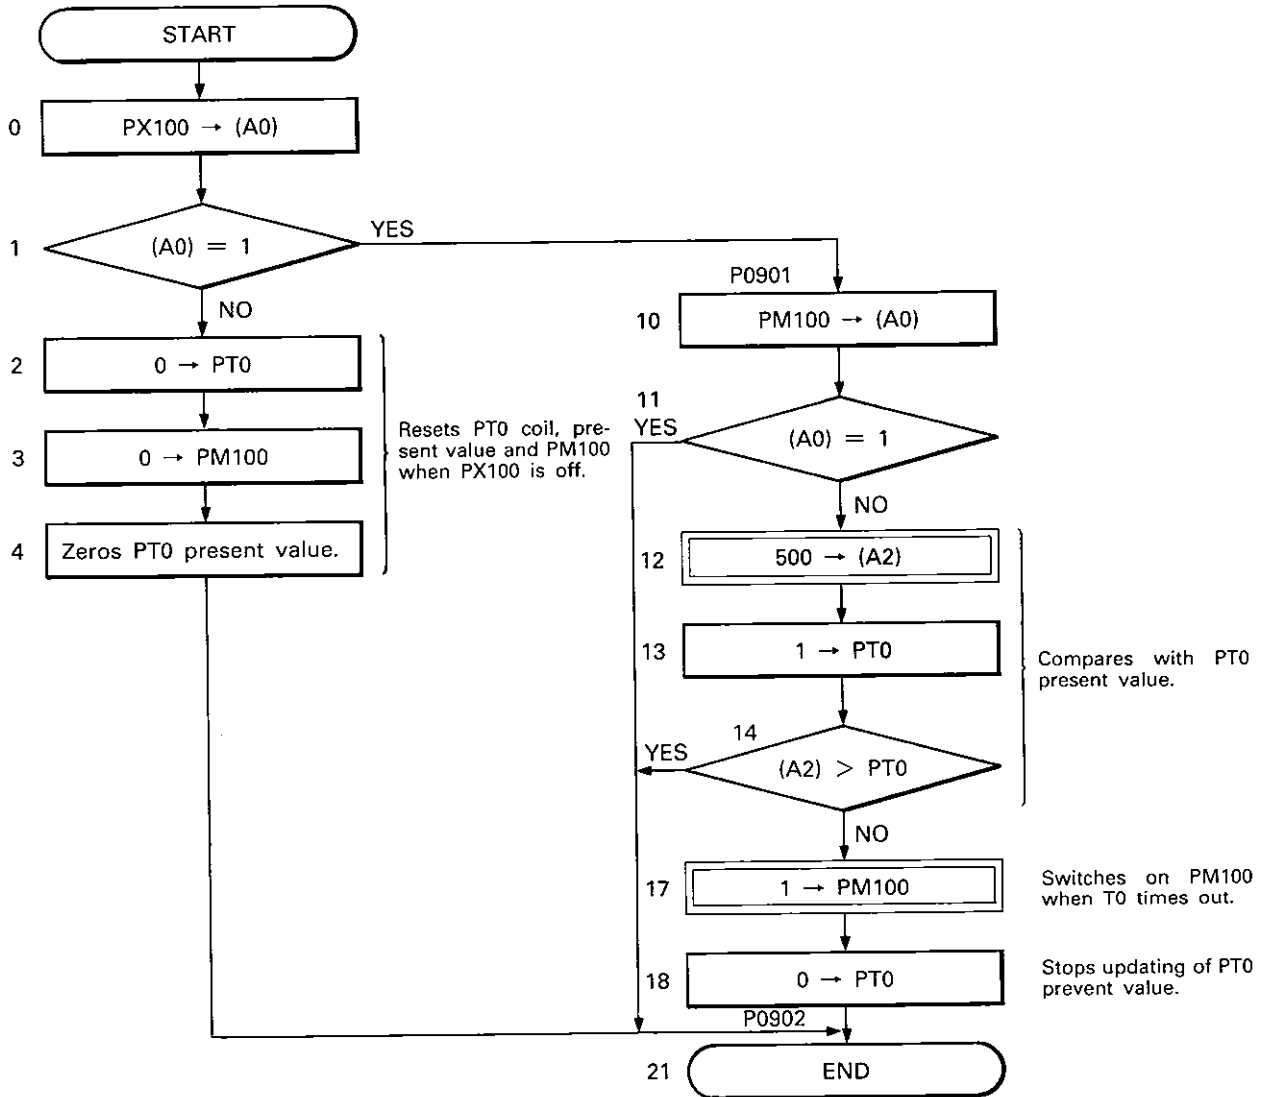 START
0
PX100 → (A0)
1
(A0) = 1
YES
NO
2
0 → PT0
3
0 → PM100
4
Zeros PT0 present value.
Resets PT0 coil, pre-
sent value and PM100
when PX100 is off.
P0901
10
PM100 → (A0)
11
YES
(A0) = 1
NO
12
500 → (A2)
13
1 → PT0
Compares with PT0
present value.
14
YES
(A2) > PT0
NO
17
1 → PM100
Switches on PM100
when T0 times out.
18
0 → PT0
Stops updating of PT0
prevent value.
P0902
21
END